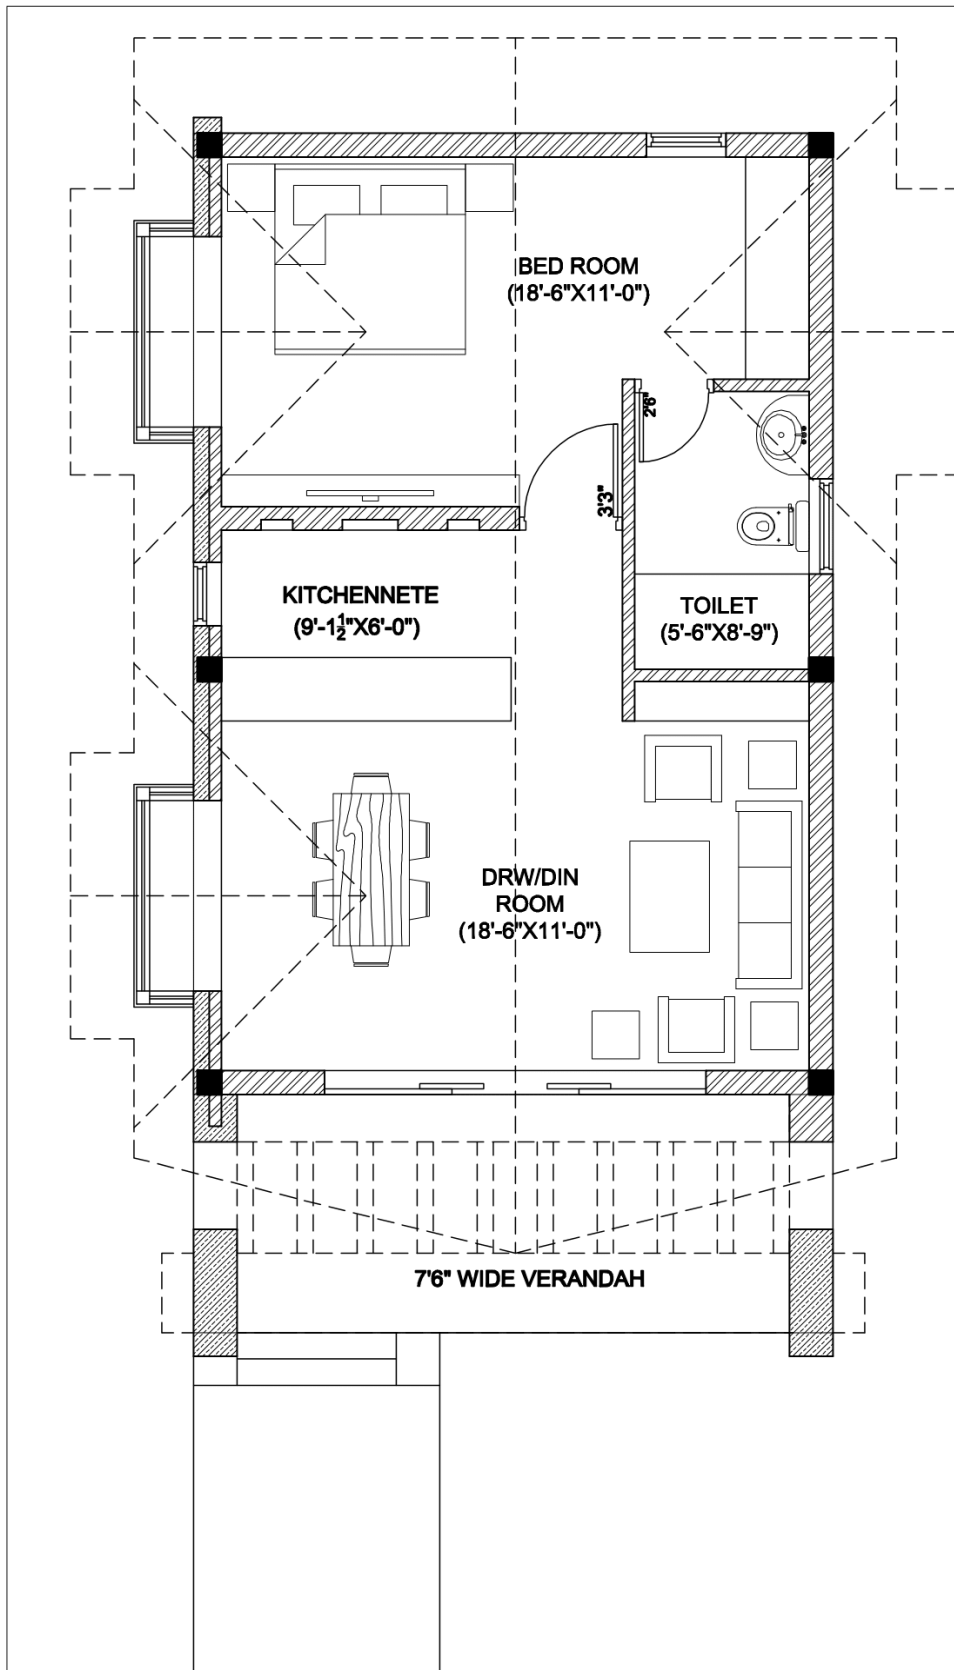 BED ROOM
(18'-6"X11'-0")
2'6"
3'3"
KITCHENNETE
(9'-1½"X6'-0")
TOILET
(5'-6"X8'-9")
DRW/DIN
ROOM
(18'-6"X11'-0")
7'6" WIDE VERANDAH